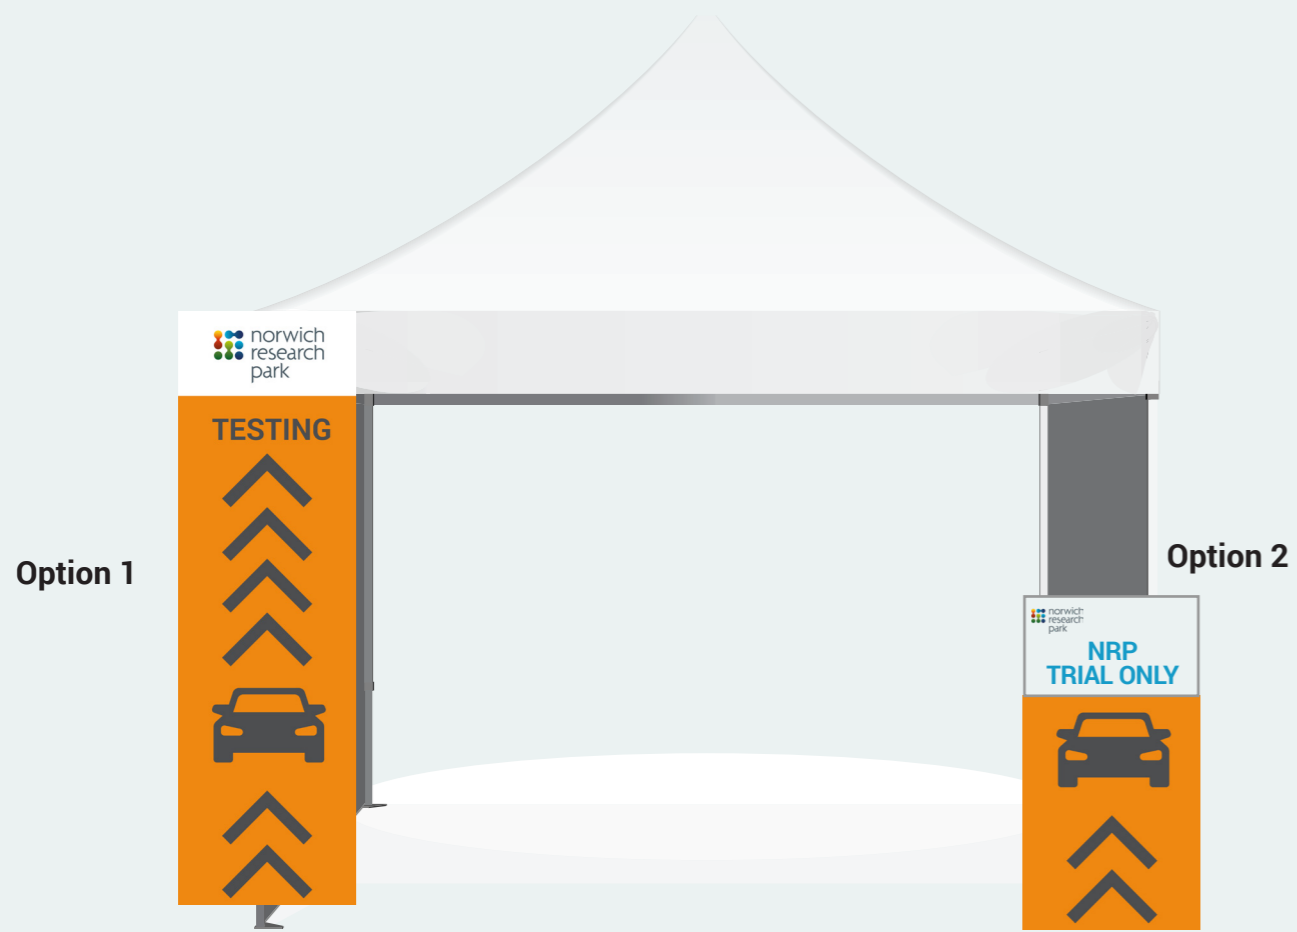 norwich
research
park
TESTING
Option 1
Option 2
norwich
research
park
NRP
TRIAL ONLY